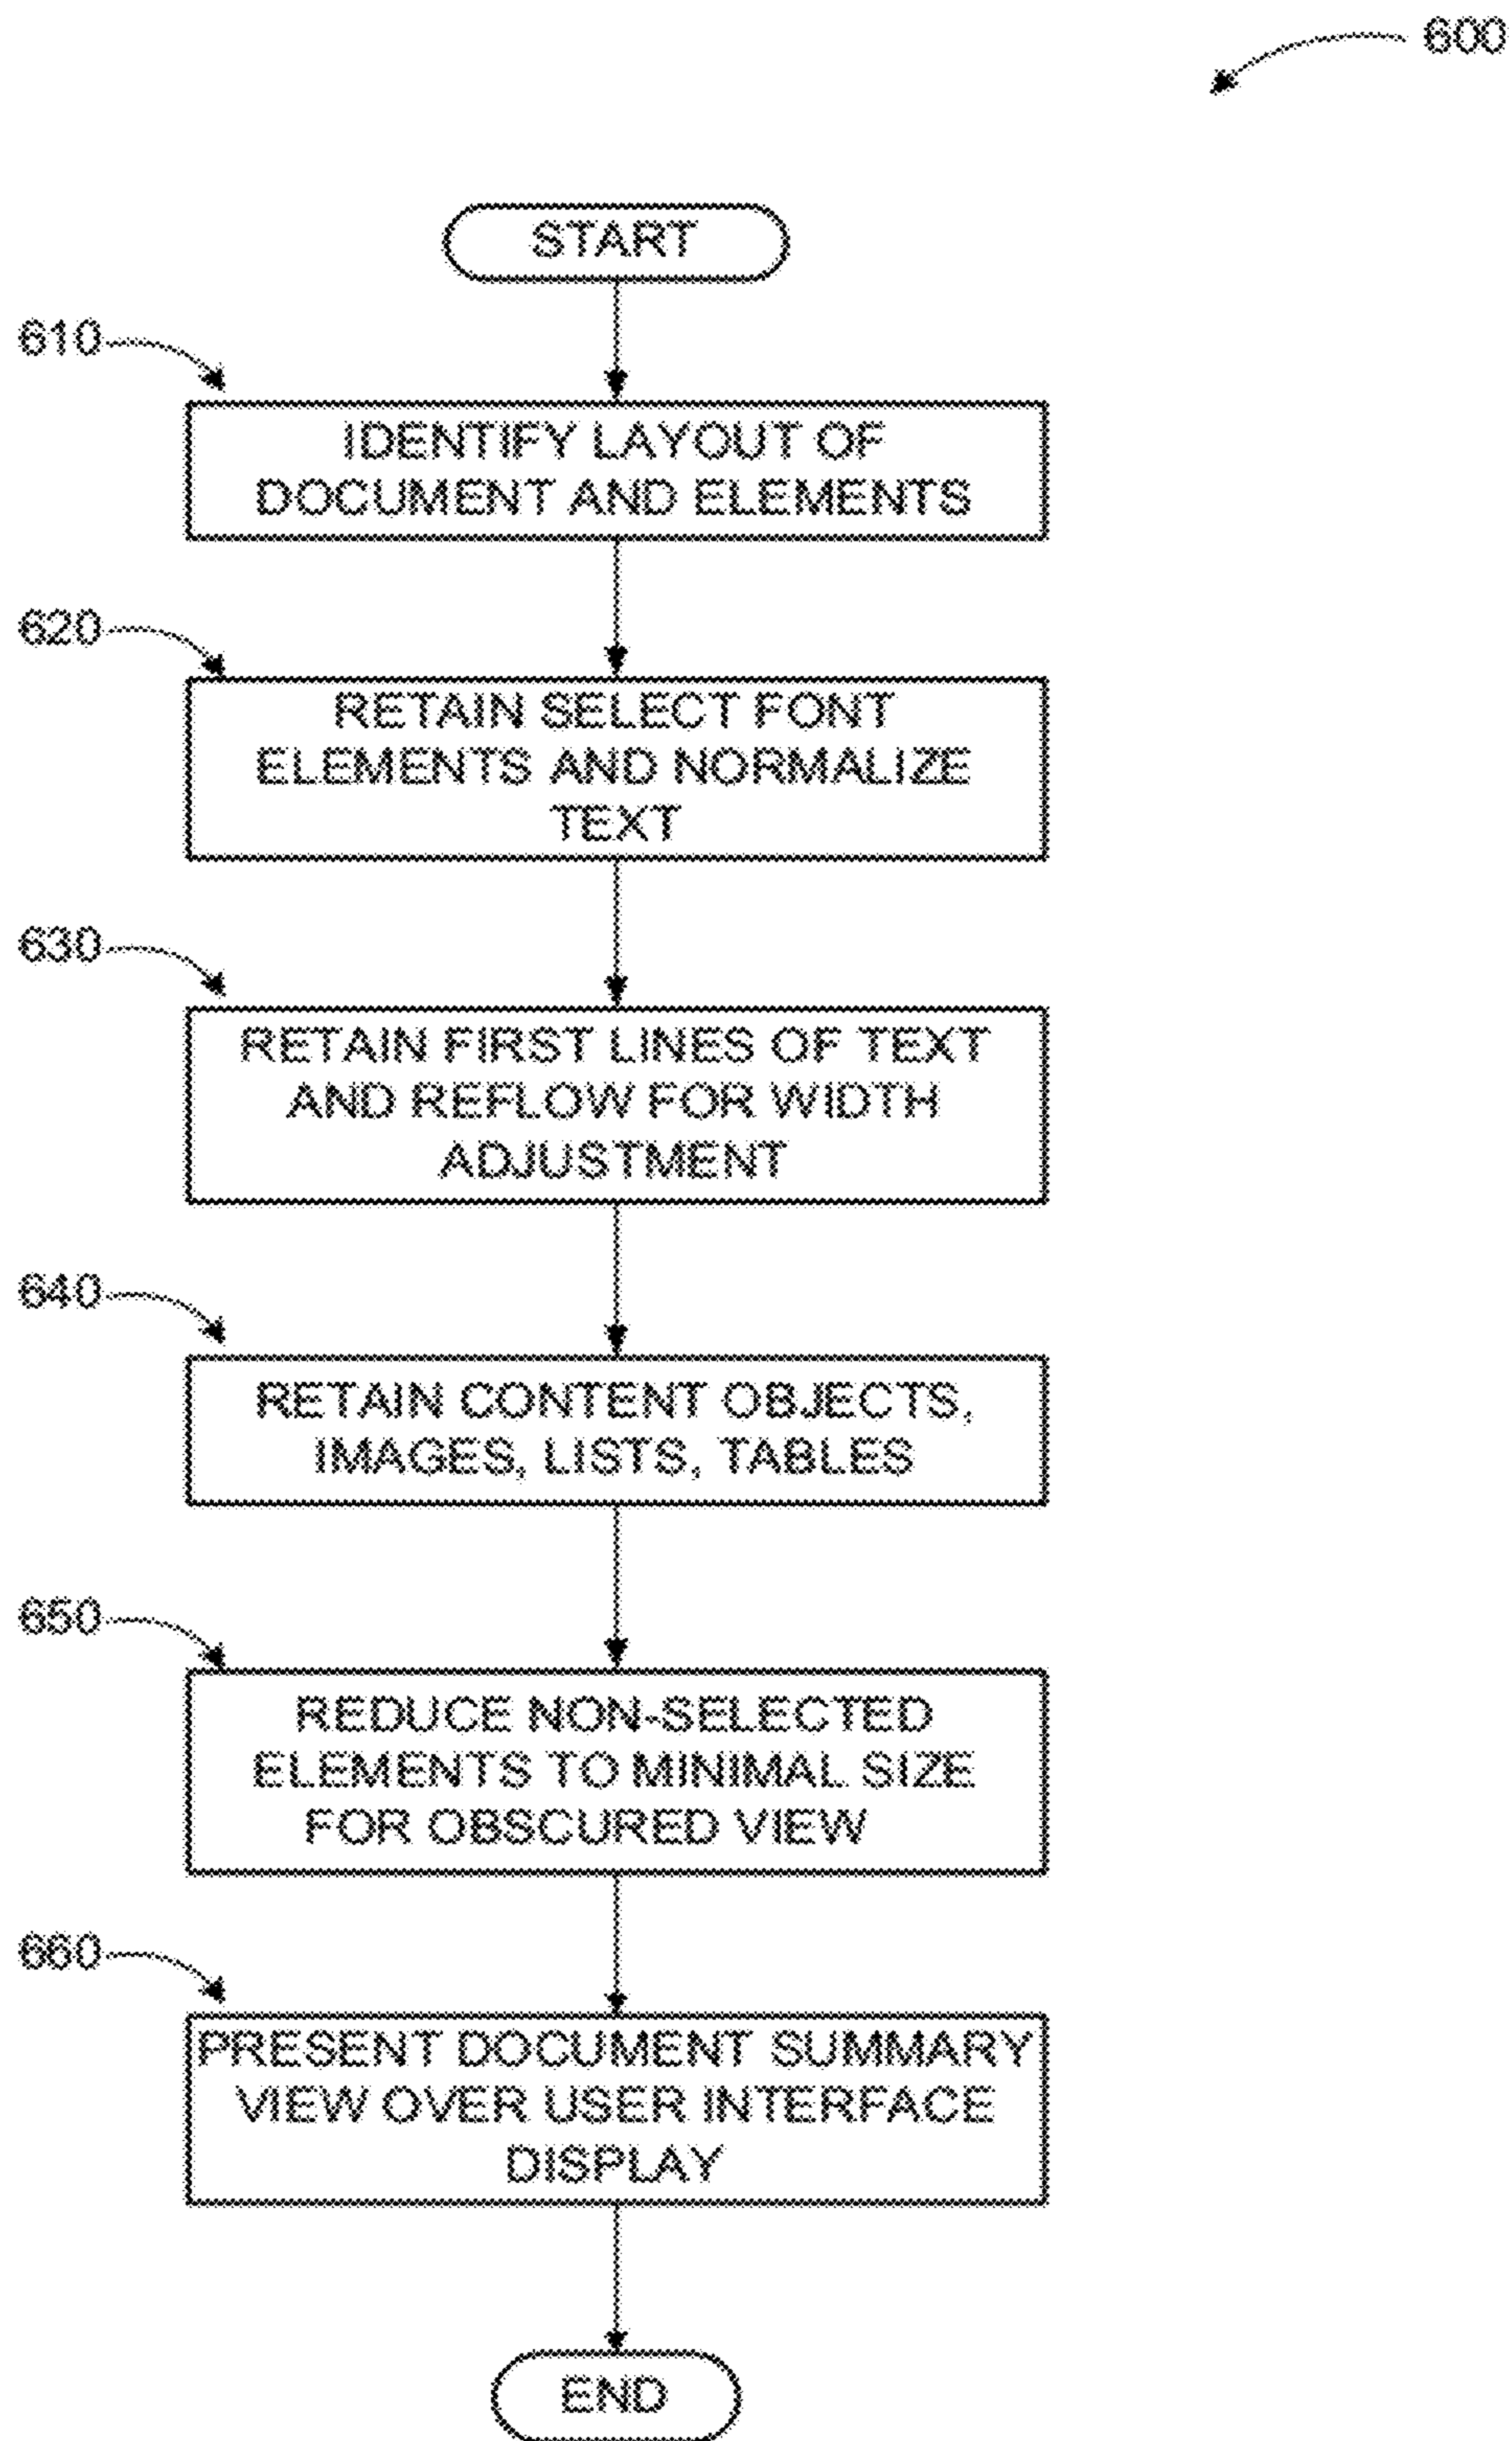 600
START
610
IDENTIFY LAYOUT OF
DOCUMENT AND ELEMENTS
620
RETAIN SELECT FONT
ELEMENTS AND NORMALIZE
TEXT
630
RETAIN FIRST LINES OF TEXT
AND REFLOW FOR WIDTH
ADJUSTMENT
640
RETAIN CONTENT OBJECTS,
IMAGES, LISTS, TABLES
650
REDUCE NON-SELECTED
ELEMENTS TO MINIMAL SIZE
FOR OBSCURED VIEW
660
PRESENT DOCUMENT SUMMARY
VIEW OVER USER INTERFACE
DISPLAY
END